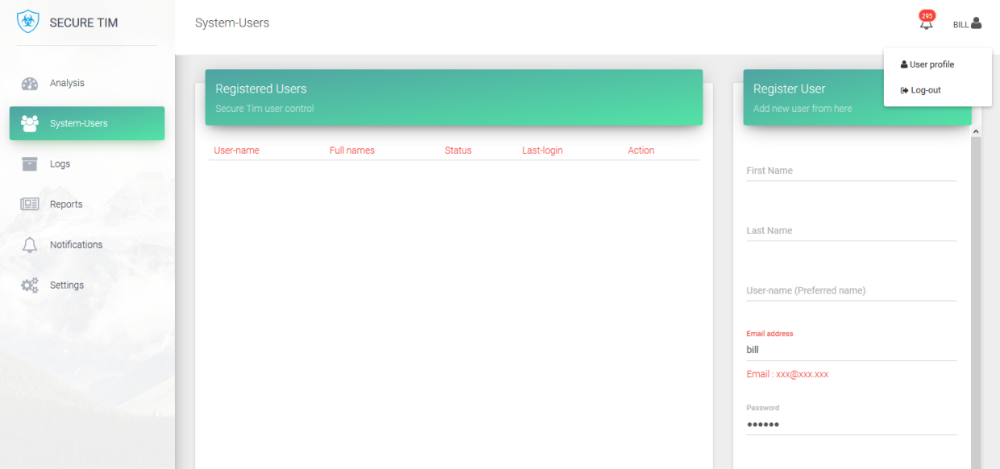 SECURE TIM
System-Users
295
BILL
User profile
Log-out
Analysis
System-Users
Logs
Reports
Notifications
Settings
Registered Users
Secure Tim user control
User-name Full names Status Last-login Action
Register User
Add new user from here
First Name
Last Name
User-name (Preferred name)
Email address
bill
Email : xxx@xxx.xxx
Password
••••••